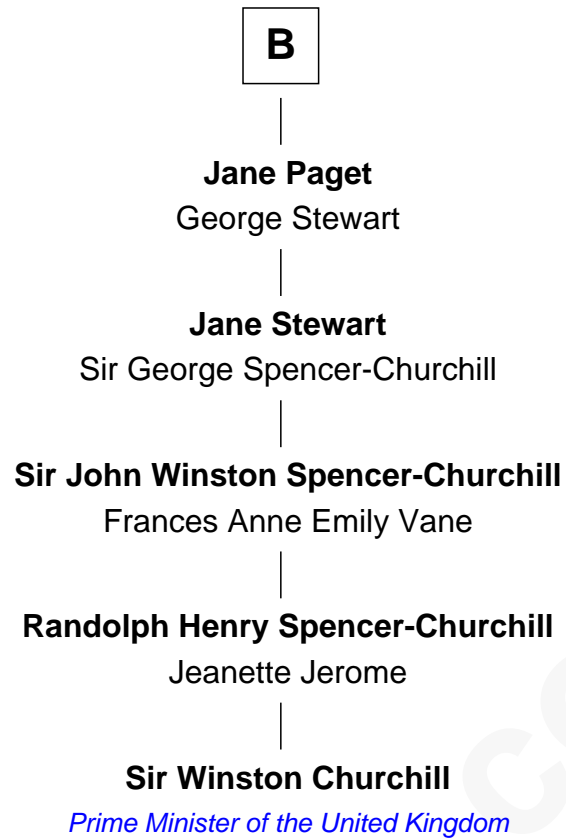 B
Jane Paget
George Stewart
Jane Stewart
Sir George Spencer-Churchill
Sir John Winston Spencer-Churchill
Frances Anne Emily Vane
Randolph Henry Spencer-Churchill
Jeanette Jerome
Sir Winston Churchill
Prime Minister of the United Kingdom